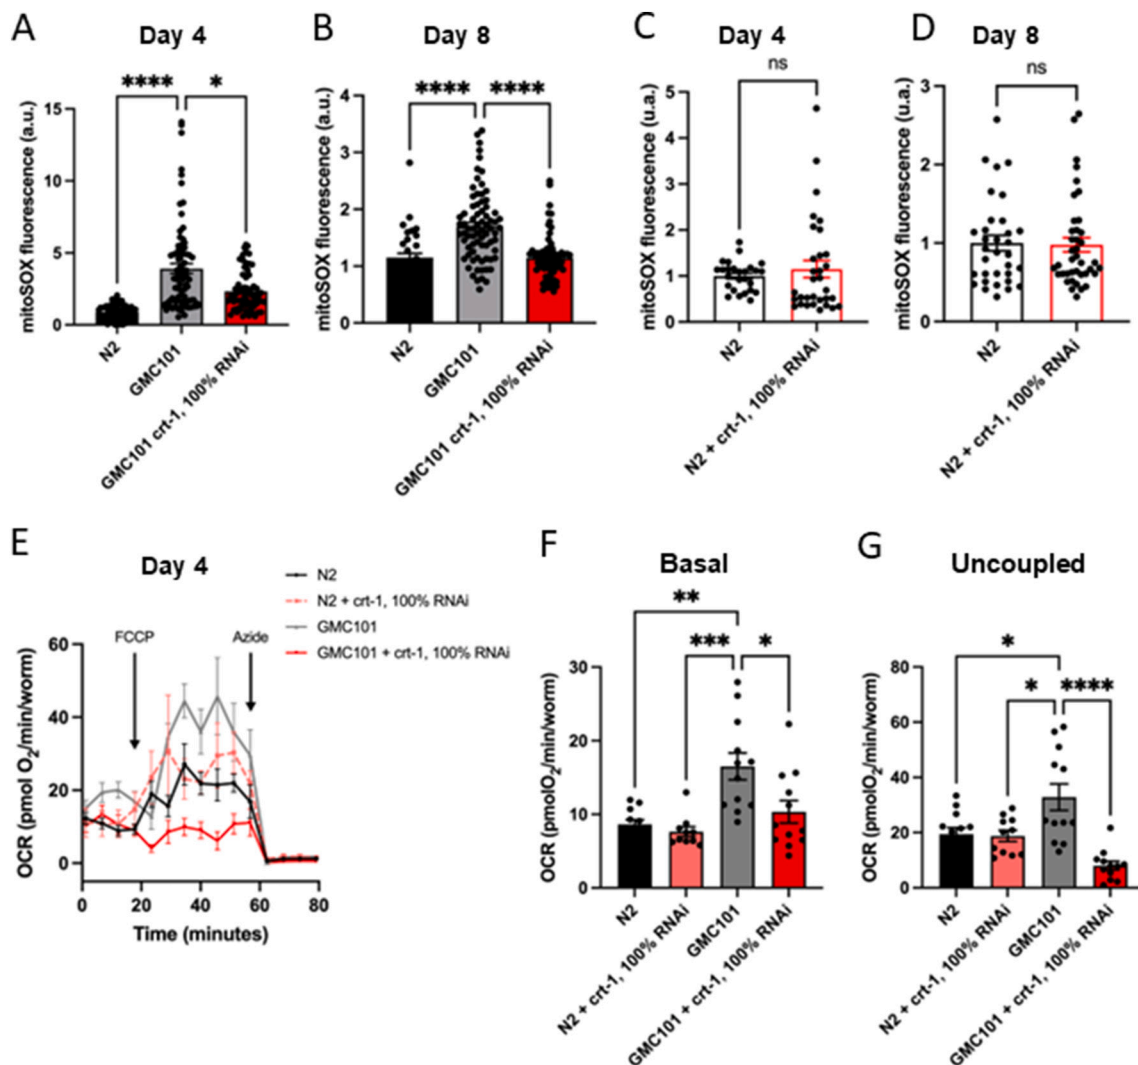 A
Day 4
mitoSOX fluorescence (a.u.)
15
10
5
0
****
*
N2
GMC101
GMC101 crt-1, 100% RNAi
B
Day 8
mitoSOX fluorescence (a.u.)
4
3
2
1
0
****
****
N2
GMC101
GMC101 crt-1, 100% RNAi
C
Day 4
mitoSOX fluorescence (u.a.)
5
4
3
2
1
0
ns
N2
N2 + crt-1, 100% RNAi
D
Day 8
mitoSOX fluorescence (u.a.)
3
2
1
0
ns
N2
N2 + crt-1, 100% RNAi
E
Day 4
N2
N2 + crt-1, 100% RNAi
GMC101
GMC101 + crt-1, 100% RNAi
FCCP
Azide
OCR (pmol O2/min/worm)
60
40
20
0
0 20 40 60 80
Time (minutes)
F
Basal
**
***
*
OCR (pmolO2/min/worm)
30
20
10
0
N2
N2 + crt-1, 100% RNAi
GMC101
GMC101 + crt-1, 100% RNAi
G
Uncoupled
*
*
****
OCR (pmolO2/min/worm)
80
60
40
20
0
N2
N2 + crt-1, 100% RNAi
GMC101
GMC101 + crt-1, 100% RNAi